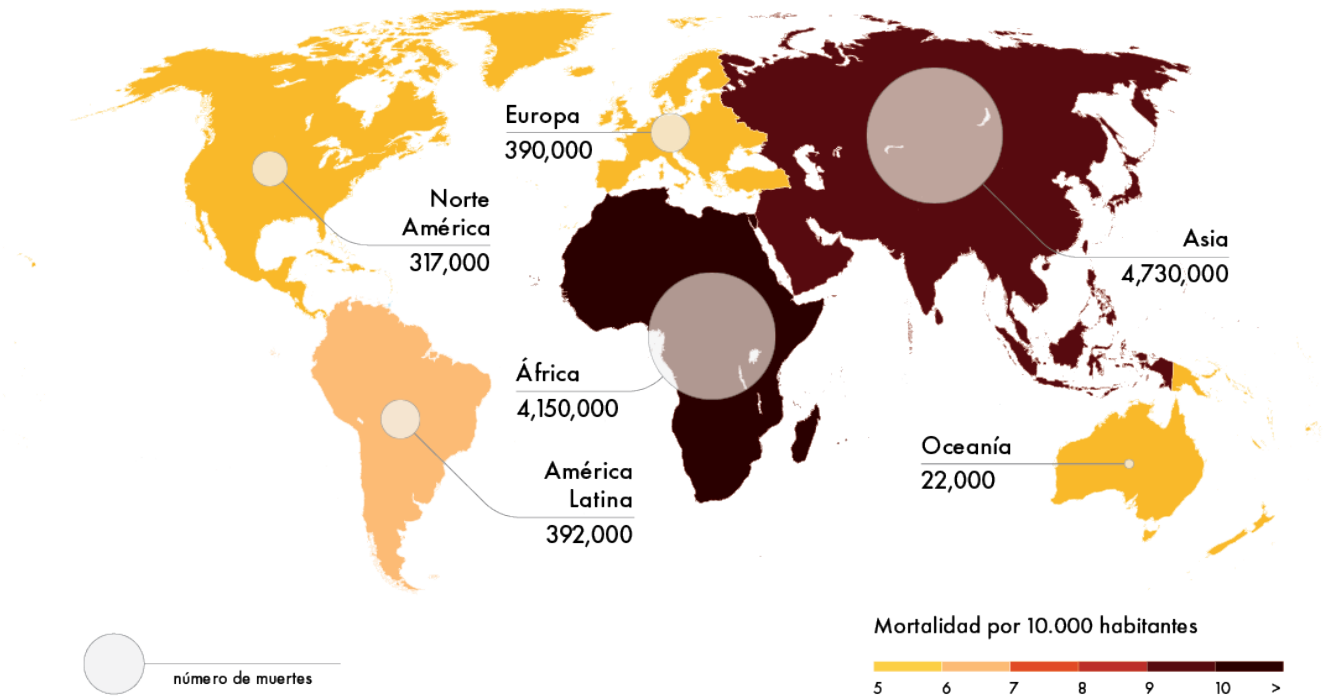 Europa
390,000
Norte
América
317,000
Asia
4,730,000
África
4,150,000
Oceanía
22,000
América
Latina
392,000
Mortalidad por 10.000 habitantes
número de muertes
5 6 7 8 9 10 >